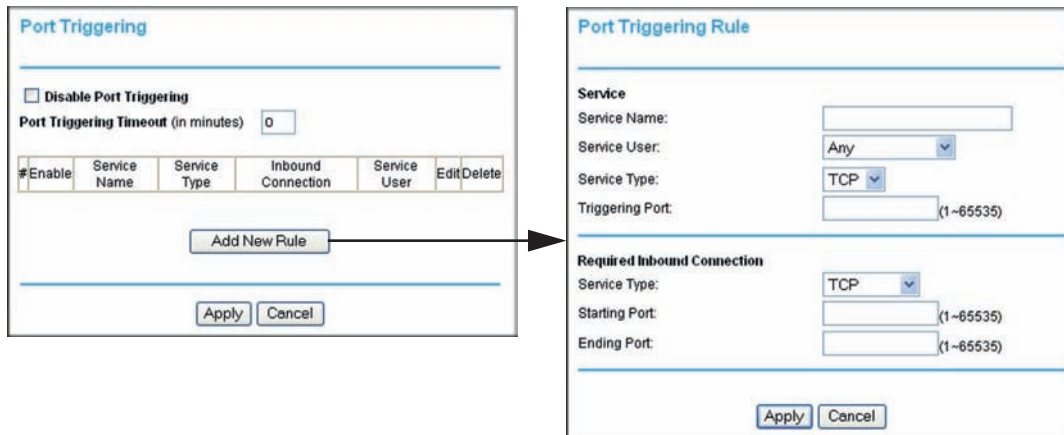 Port Triggering
Disable Port Triggering
Port Triggering Timeout (in minutes) 0
# Enable Service Name Service Type Inbound Connection Service User Edit Delete
Add New Rule
Apply Cancel
Port Triggering Rule
Service
Service Name:
Service User: Any
Service Type: TCP
Triggering Port: (1~65535)
Required Inbound Connection
Service Type: TCP
Starting Port: (1~65535)
Ending Port: (1~65535)
Apply Cancel